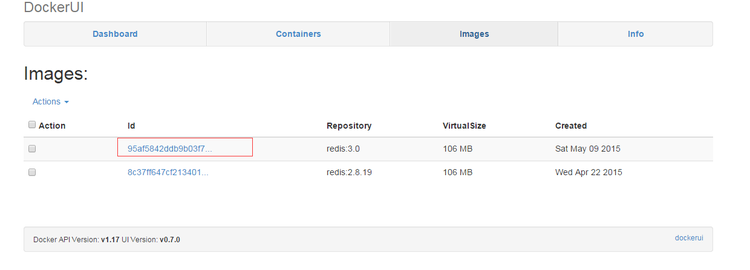 DockerUI
Dashboard Containers Images Info
Images:
Actions
Action Id Repository VirtualSize Created
95af5842ddb9b03f7... redis:3.0 106 MB Sat May 09 2015
8c37ff647cf213401... redis:2.8.19 106 MB Wed Apr 22 2015
Docker API Version: v1.17 UI Version: v0.7.0 dockerui